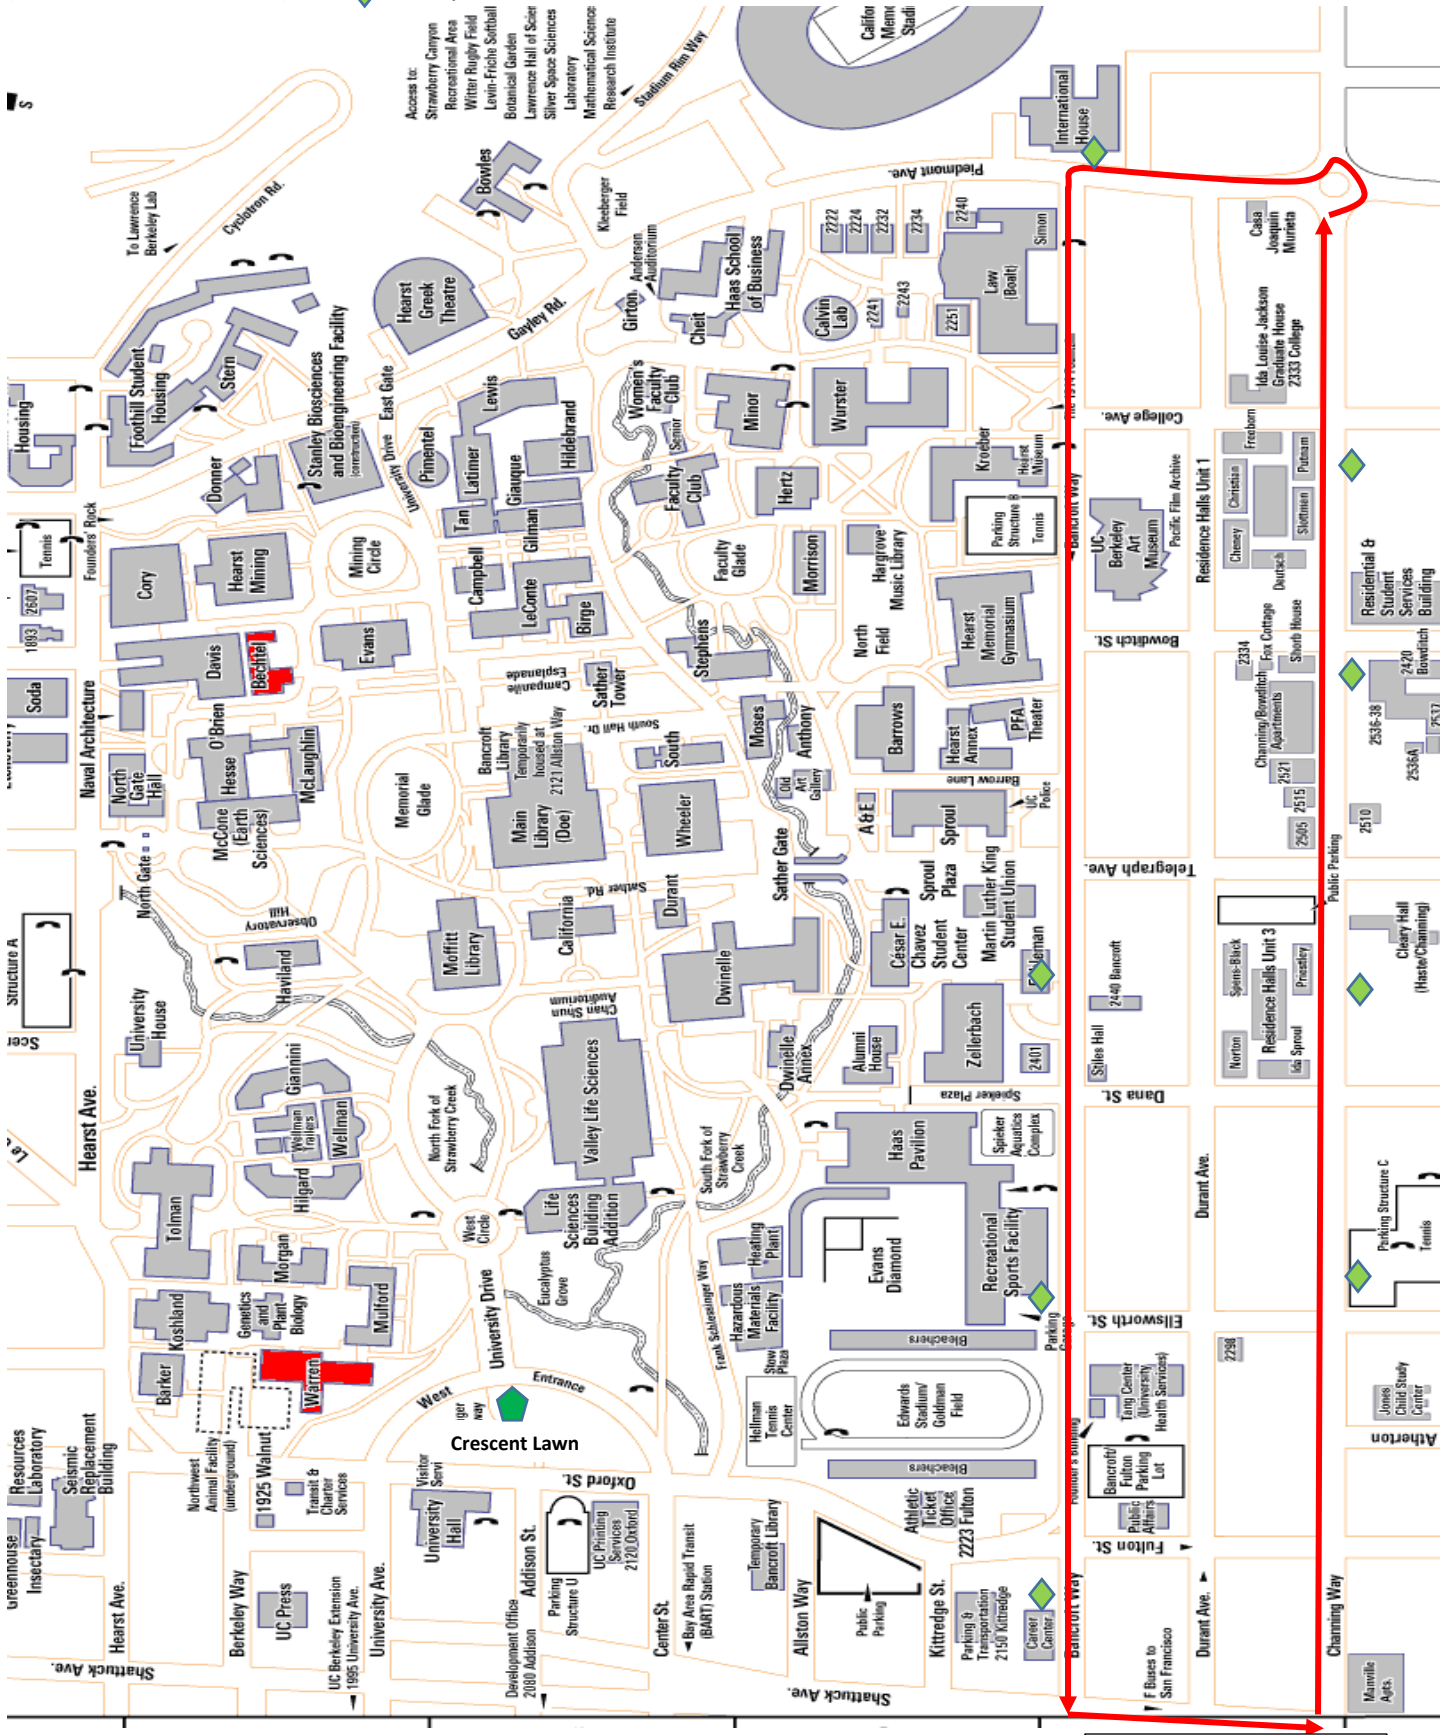 Access to:
Strawberry Canyon
Recreational Area
Witter Rugby Field
Levin-Friche Softball
Botanical Garden
Lawrence Hall of Scien
Silver Space Sciences
Laboratory
Mathematical Science
Research Institute
Stadium Rim Way
Califor
Memo
Stadi
S
To Lawrence
Berkeley Lab
Cyclotron Rd.
Bowles
Kleeberger
Field
International
House
Piedmont Ave.
Hearst
Greek
Theatre
Gayley Rd.
Girton
Andersen
Auditorium
Haas School
of Business
Cheit
2222
2224
2232
2234
2240
2241
2243
2251
Calvin
Lab
Law
(Boalt)
Simon
Casa
Joaquin
Murieta
Ida Louise Jackson
Graduate House
2333 College
Housing
Foothill Student
Housing
Stern
Stanley Biosciences
and Bioengineering Facility
(construction)
East Gate
University Drive
Pimentel
Lewis
Latimer
Hildebrand
Giauque
Tan
Gilman
Women's
Faculty
Club
Senior
Faculty
Club
Minor
Wurster
Hertz
Kroeber
Hearst
Museum
College Ave.
Bancroft Way
Parking
Structure B
Tennis
Donner
Founders' Rock
Tennis
2607
1893
Cory
Hearst
Mining
Mining
Circle
Campbell
LeConte
Birge
Faculty
Glade
Morrison
Hargrove
Music Library
UC
Berkeley
Art
Museum
Pacific Film Archive
Residence Halls Unit 1
Freeborn
Putnam
Christian
Cheney
Slottman
Deutsch
Residential &
Student
Services
Building
Davis
Bechtel
Evans
Stephens
North
Field
Hearst
Memorial
Gymnasium
Bowditch St.
2334
Fox Cottage
Shorb House
Channing/Bowditch
Apartments
2521
2515
2505
2420
Bowditch
2536-38
2537
2536A
2510
Soda
Naval Architecture
O'Brien
Hesse
McLaughlin
North
Gate
Hall
McCone
(Earth
Sciences)
Memorial
Glade
Campanile
Esplanade
Sather
Tower
South Hall Dr.
Bancroft
Library
Temporarily
housed at
2121 Allston Way
Main
Library
(Doe)
South
Wheeler
Moses
Anthony
Old
Art
Gallery
Barrows
Hearst
Annex
PFA
Theater
Barrow Lane
A & E
Sproul
UC
Police
Telegraph Ave.
Public Parking
North Gate
Observatory
Hill
Sather Rd.
Sather Gate
Sproul
Plaza
Structure A
Haviland
Moffitt
Library
California
Durant
Dwinelle
César E.
Chavez
Student
Center
Martin Luther King
Student Union
2440 Bancroft
Spens-Black
Residence Halls Unit 3
Priestley
Cleary Hall
(Haste/Channing)
University
House
Chan Shun
Auditorium
Dwinelle
Annex
Alumni
House
Zellerbach
2401
Stiles Hall
Norton
Ida Sproul
Hearst Ave.
Giannini
Wellman
Trailers
Wellman
Hilgard
North Fork of
Strawberry Creek
Valley Life Sciences
Spieker Plaza
Dana St.
Tolman
West
Circle
Life
Sciences
Building
Addition
South Fork of
Strawberry
Creek
Haas
Pavilion
Spieker
Aquatics
Complex
Durant Ave.
Parking Structure C
Tennis
Koshland
Morgan
Genetics
and
Plant
Biology
Mulford
University Drive
Eucalyptus
Grove
Frank Schlessinger Way
Heating
Plant
Hazardous
Materials
Facility
Stow
Plaza
Evans
Diamond
Recreational
Sports Facility
Bleachers
Parking
Ellsworth St.
2298
Barker
Warren
West
Entrance
Crescent Lawn
Hellman
Tennis
Center
Edwards
Stadium/
Goldman
Field
Bleachers
Tang Center
(University
Health Services)
Jones
Child Study
Center
Atherton
Resources
Laboratory
Seismic
Replacement
Building
Northwest
Animal Facility
(underground)
1925 Walnut
Transit &
Charter
Services
Visitor
Servi
University
Hall
Oxford St.
Bancroft/
Fulton
Parking
Lot
Public
Affairs
Greenhouse
Insectary
Addison St.
Parking
Structure U
UC Printing
Services
2120 Oxford
Temporary
Bancroft Library
Athletic
Ticket
Office
2223 Fulton
Fulton St.
Hearst Ave.
Berkeley Way
UC Press
UC Berkeley Extension
1995 University Ave.
University Ave.
Development Office
2080 Addison
Center St.
Bay Area Rapid Transit
(BART) Station
Allston Way
Public
Parking
Kittredge St.
Parking &
Transportation
2150 Kittredge
Career
Center
Bancroft Way
Durant Ave.
F Buses to
San Francisco
Channing Way
Manville
Apts.
Shattuck Ave.
Shattuck Ave.